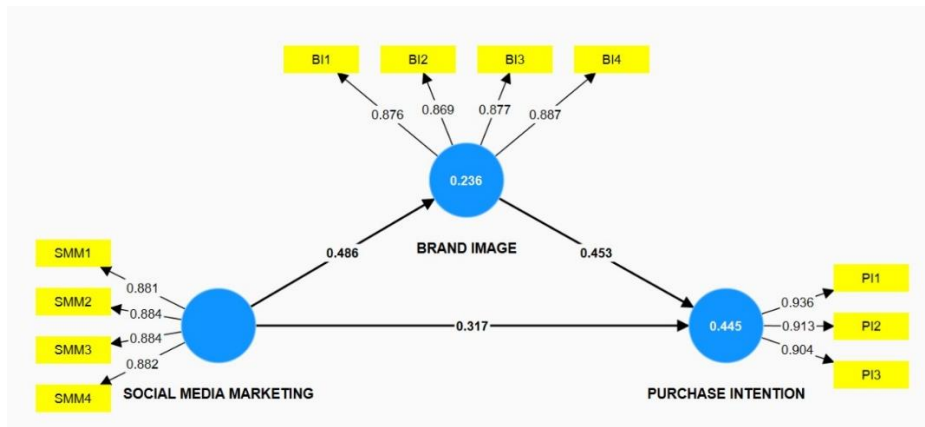 BI1 BI2 BI3 BI4
0.876 0.869 0.877 0.887
0.236
BRAND IMAGE
0.486 0.453
SMM1
SMM2
SMM3
SMM4
0.881
0.884
0.884
0.882
SOCIAL MEDIA MARKETING
0.317
0.445
PURCHASE INTENTION
0.936
0.913
0.904
PI1
PI2
PI3